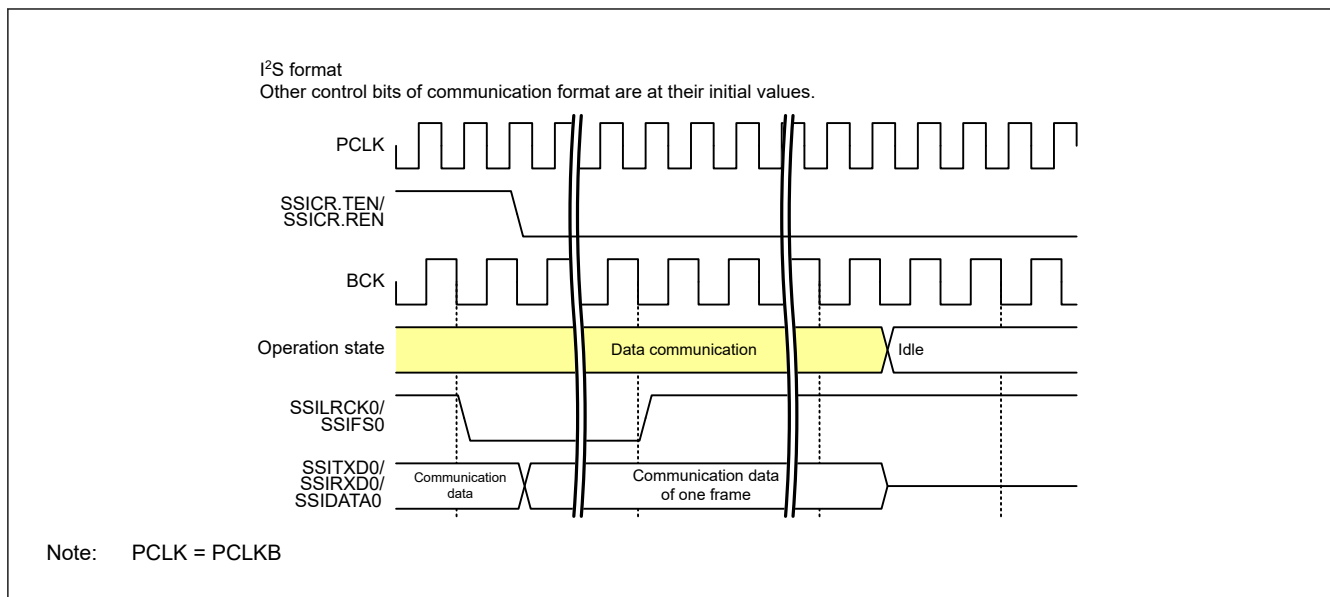 I²S format
Other control bits of communication format are at their initial values.
PCLK
SSICR.TEN/
SSICR.REN
BCK
Operation state
Data communication
Idle
SSILRCK0/
SSIFS0
SSITXD0/
SSIRXD0/
SSIDATA0
Communication
data
Communication data
of one frame
Note: PCLK = PCLKB